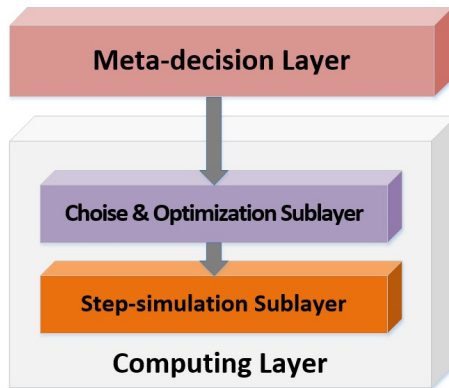 Meta-decision Layer
Choise & Optimization Sublayer
Step-simulation Sublayer
Computing Layer